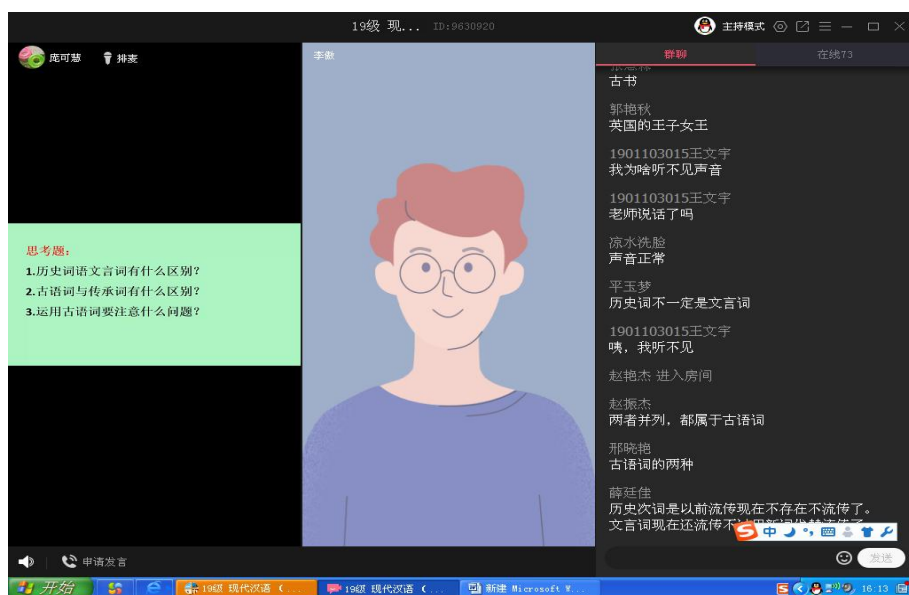 19级 现... ID:9630920
主持模式
庞可慧 排麦
李傲
群聊 在线73
思考题:
1.历史词语文言词有什么区别?
2.古语词与传承词有什么区别?
3.运用古语词要注意什么问题?
古书
郭艳秋
英国的王子女王
1901103015王文宇
我为啥听不见声音
1901103015王文宇
老师说话了吗
凉水洗脸
声音正常
平玉梦
历史词不一定是文言词
1901103015王文宇
咦，我听不见
赵艳杰 进入房间
赵振杰
两者并列，都属于古语词
邢晓艳
古语词的两种
薛廷佳
历史次词是以前流传现在不存在不流传了。
文言词现在还流传不
中
申请发言
发送
开始
19级 现代汉语 (...
19级 现代汉语 (...
新建 Microsoft W...
16:13